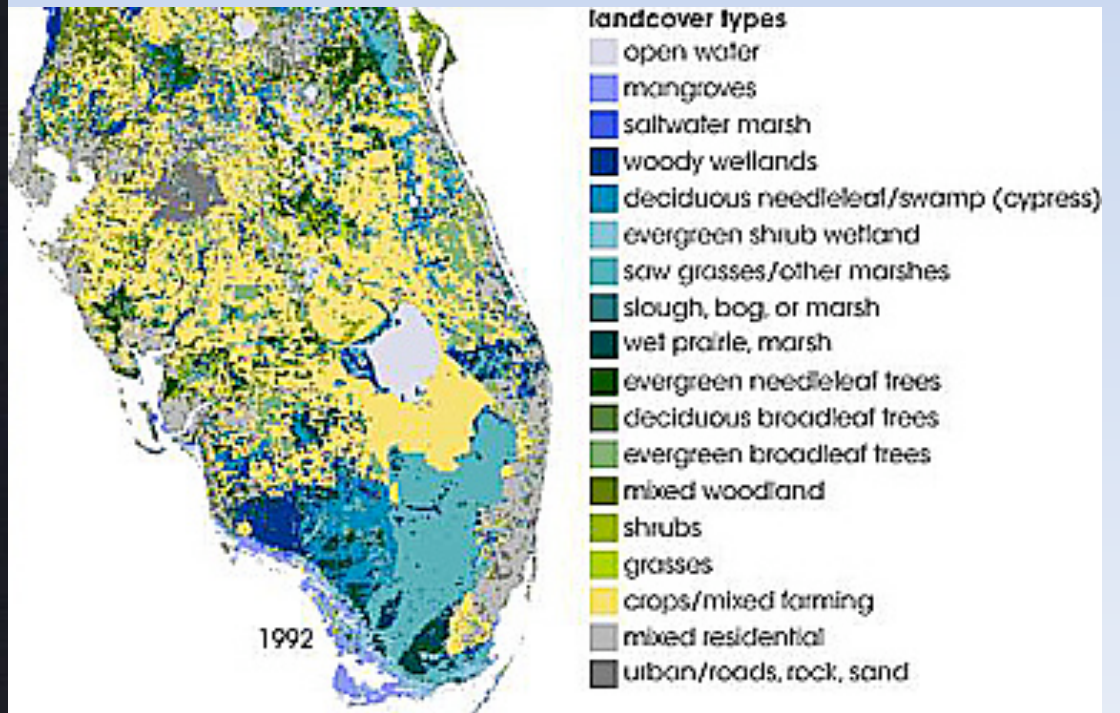 landcover types
open water
mangroves
saltwater marsh
woody wetlands
deciduous needleleaf/swamp (cypress)
evergreen shrub wetland
saw grasses/other marshes
slough, bog, or marsh
wet prairie, marsh
evergreen needleleaf trees
deciduous broadleaf trees
evergreen broadleaf trees
mixed woodland
shrubs
grasses
crops/mixed farming
mixed residential
urban/roads, rock, sand
1992